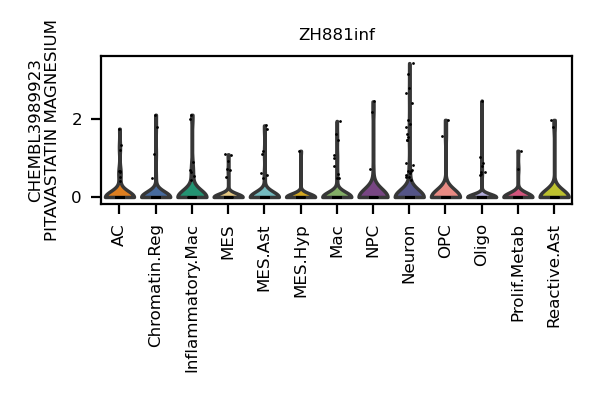 ZH881inf
CHEMBL3989923
PITAVASTATIN MAGNESIUM
2
0
AC
Chromatin.Reg
Inflammatory.Mac
MES
MES.Ast
MES.Hyp
Mac
NPC
Neuron
OPC
Oligo
Prolif.Metab
Reactive.Ast